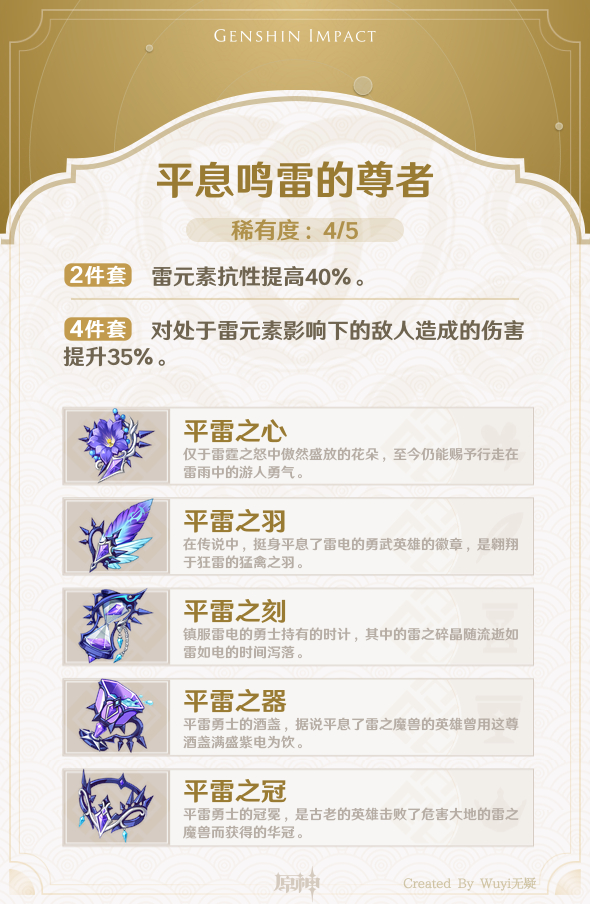 GENSHIN IMPACT
平息鸣雷的尊者
稀有度：4/5
2件套 雷元素抗性提高40%。
4件套 对处于雷元素影响下的敌人造成的伤害
提升35%。
平雷之心
仅于雷霆之怒中傲然盛放的花朵，至今仍能赐予行走在
雷雨中的游人勇气。
平雷之羽
在传说中，挺身平息了雷电的勇武英雄的徽章，是翱翔
于狂雷的猛禽之羽。
平雷之刻
镇服雷电的勇士持有的时计，其中的雷之碎晶随流逝如
雷如电的时间泻落。
平雷之器
平雷勇士的酒盏，据说平息了雷之魔兽的英雄曾用这尊
酒盏满盛紫电为饮。
平雷之冠
平雷勇士的冠冕，是古老的英雄击败了危害大地的雷之
魔兽而获得的华冠。
原神
Created By Wuyi无疑